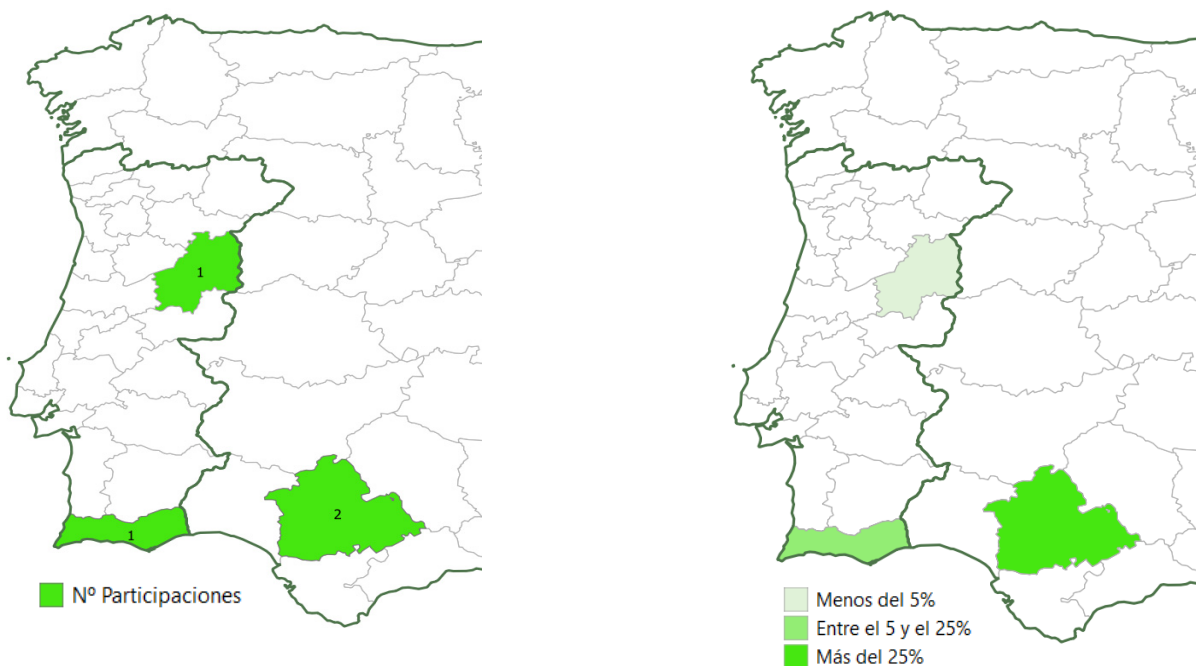 1
2
1
Nº Participaciones
Menos del 5%
Entre el 5 y el 25%
Más del 25%